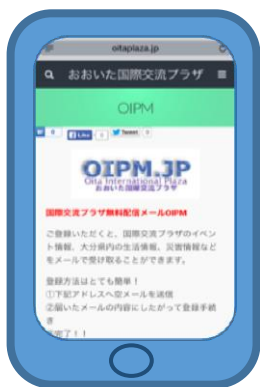 oitaplaza.jp
おおいた国際交流プラザ
OIPM
0
Like 0
Tweet 0
OIPM.JP
Oita International Plaza
おおいた国際交流プラザ
国際交流プラザ無料配信メールOIPM
ご登録いただくと、国際交流プラザのイベン
ト情報、大分県内の生活情報、災害情報など
をメールで受け取ることができます。
登録方法はとても簡単！
①下記アドレスへ空メールを送信
②届いたメールの内容にしたがって登録手続
き
完了！！